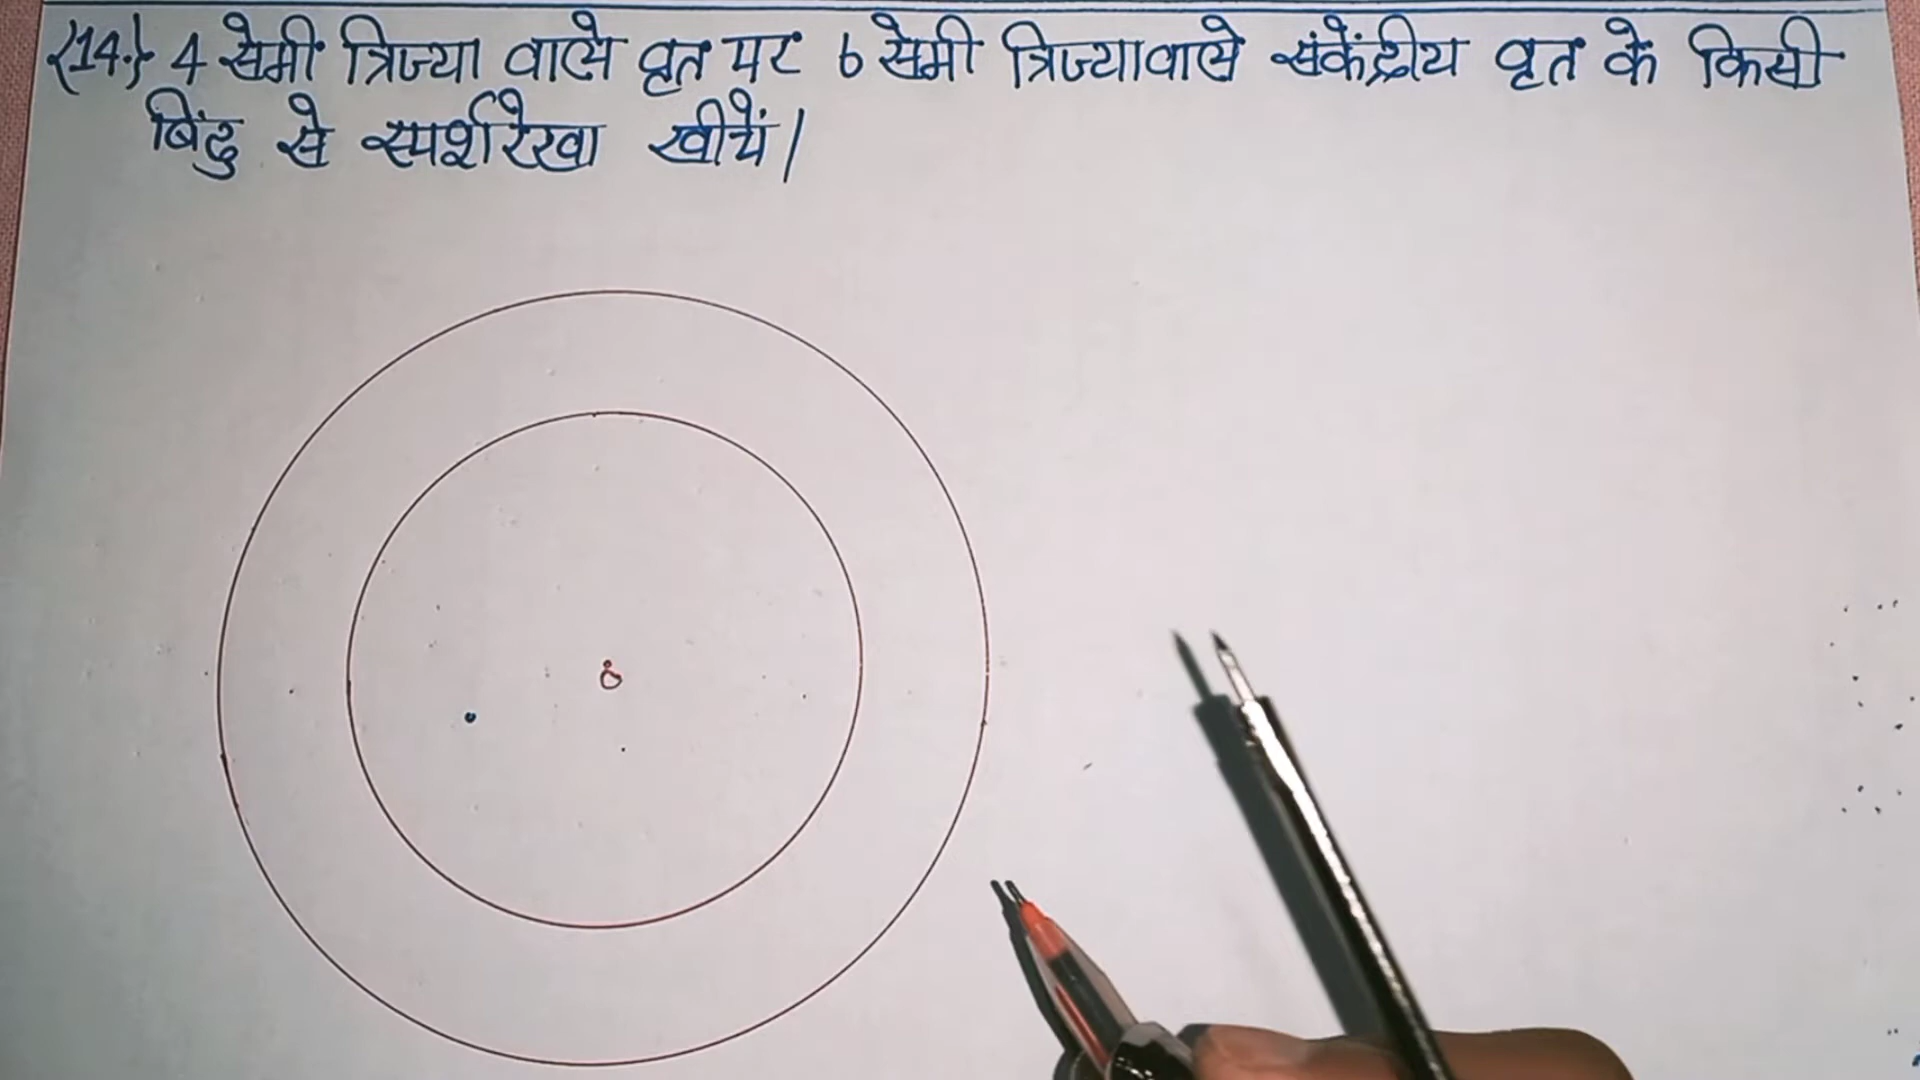 (14.) 4 सेमी त्रिज्या वाले वृत पर 6 सेमी त्रिज्यावाले संकेंद्रीय वृत के किसी
बिंदु से स्पर्शरेखा खीचें।
O